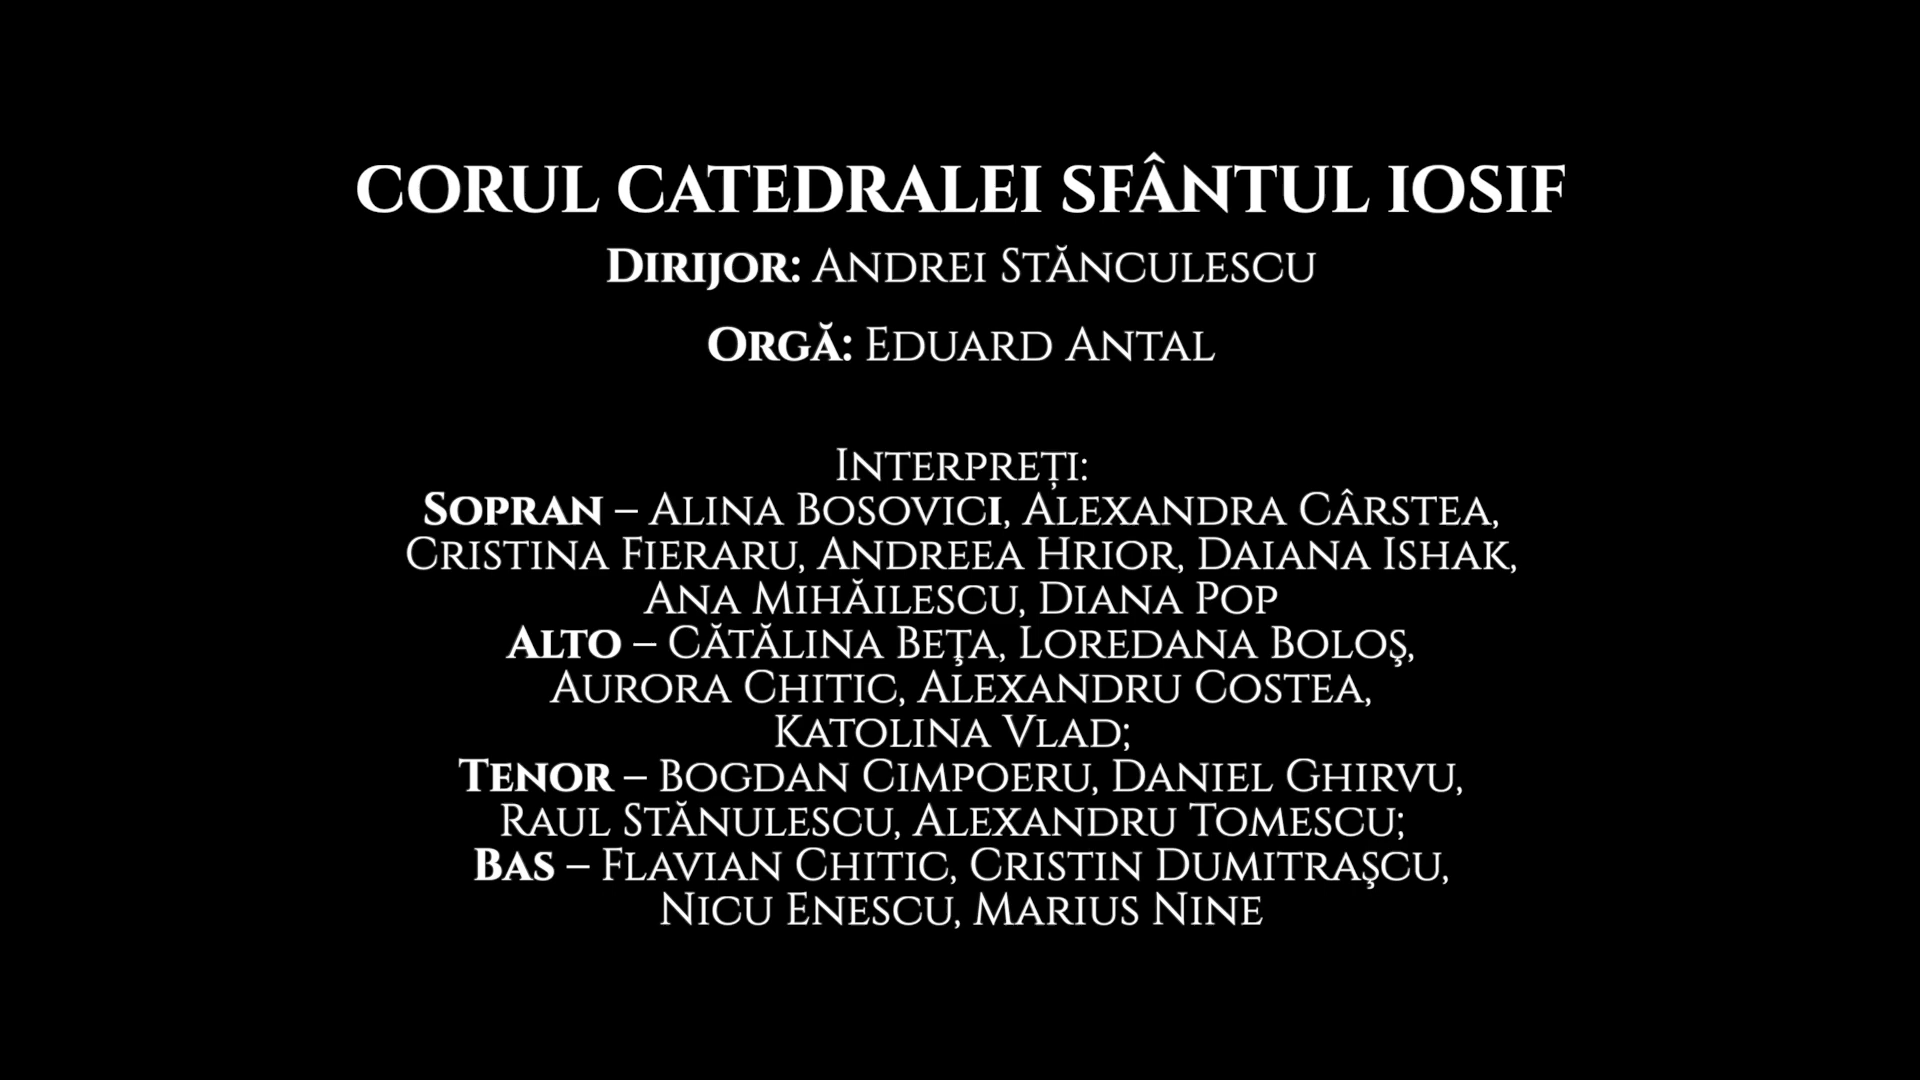 CORUL CATEDRALEI SFÂNTUL IOSIF
Dirijor: Andrei Stănculescu
Orgă: Eduard Antal
Interpreți:
Sopran – Alina Bosovici, Alexandra Cârstea,
Cristina Fieraru, Andreea Hrior, Daiana Ishak,
Ana Mihăilescu, Diana Pop
Alto – Cătălina Beţa, Loredana Boloş,
Aurora Chitic, Alexandru Costea,
Katolina Vlad;
Tenor – Bogdan Cimpoeru, Daniel Ghirvu,
Raul Stănulescu, Alexandru Tomescu;
Bas – Flavian Chitic, Cristin Dumitraşcu,
Nicu Enescu, Marius Nine